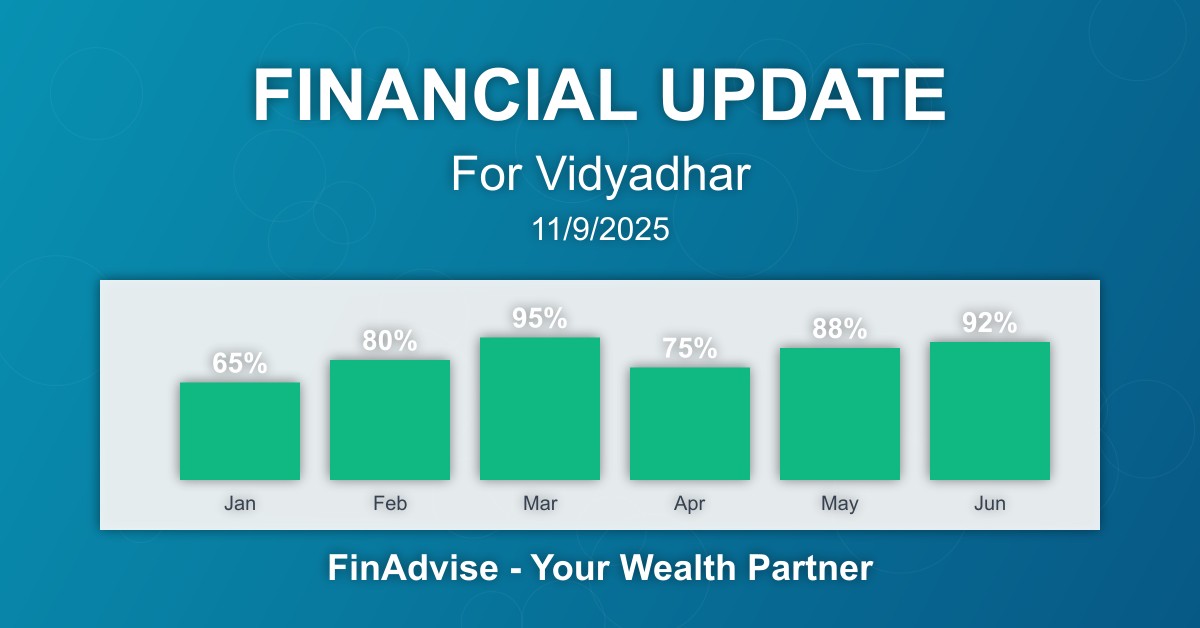 FINANCIAL UPDATE
For Vidyadhar
11/9/2025
65% 80% 95% 75% 88% 92%
Jan Feb Mar Apr May Jun
FinAdvise - Your Wealth Partner